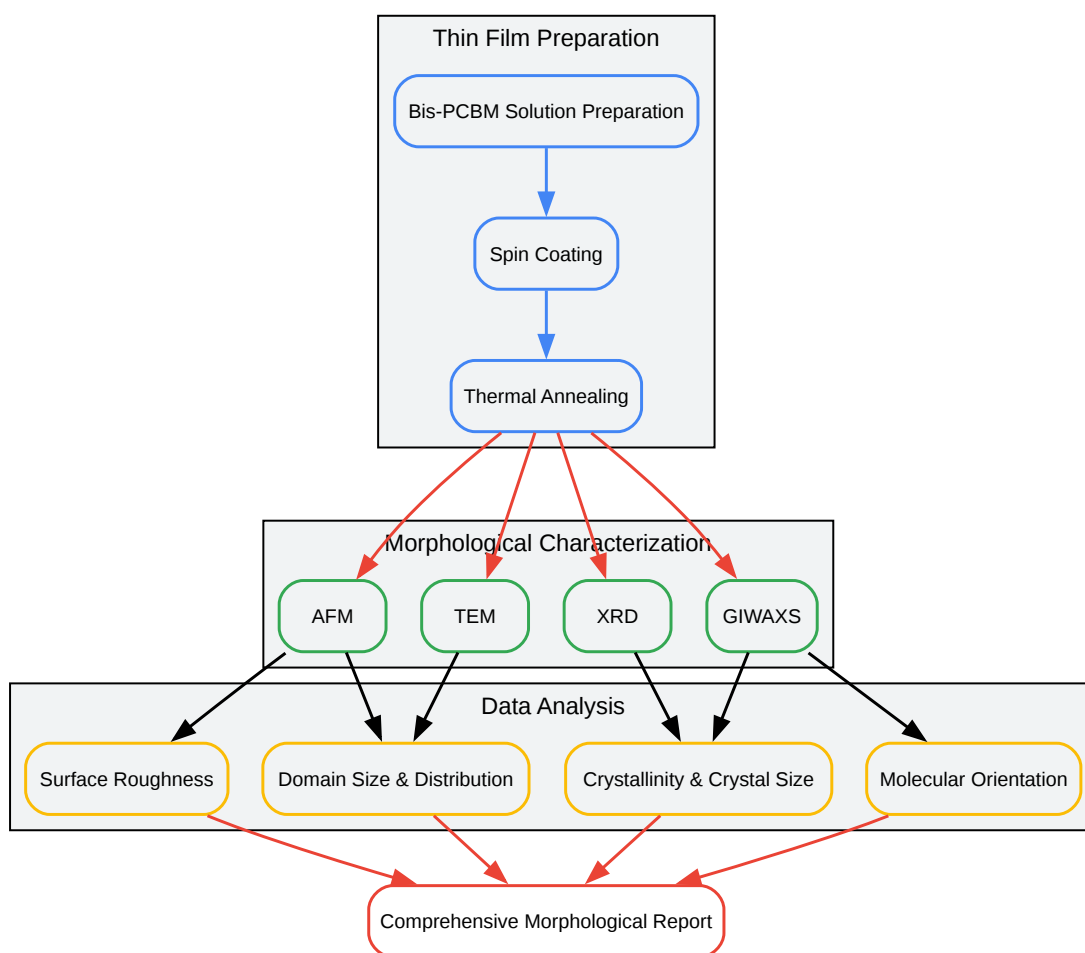 Thin Film Preparation
Bis-PCBM Solution Preparation
Spin Coating
Thermal Annealing
Morphological Characterization
AFM
TEM
XRD
GIWAXS
Data Analysis
Surface Roughness
Domain Size & Distribution
Crystallinity & Crystal Size
Molecular Orientation
Comprehensive Morphological Report